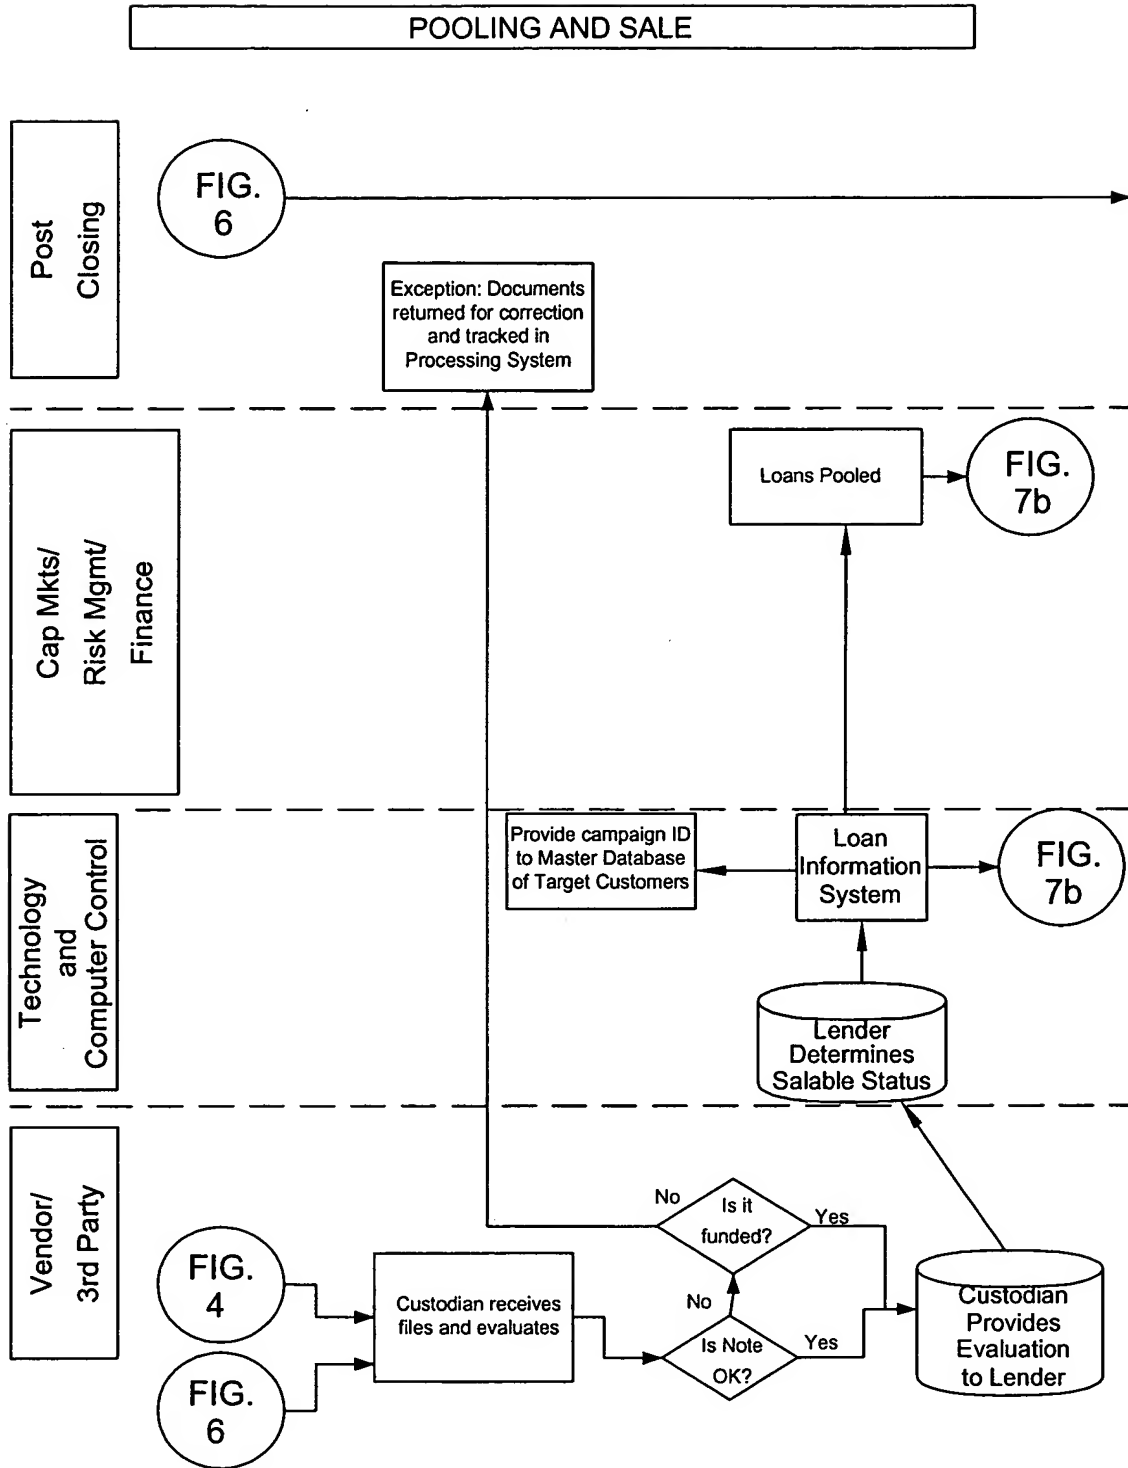 POOLING AND SALE
Post
Closing
FIG.
6
Exception: Documents
returned for correction
and tracked in
Processing System
Cap Mkts/
Risk Mgmt/
Finance
Loans Pooled
FIG.
7b
Technology
and
Computer Control
Provide campaign ID
to Master Database
of Target Customers
Loan
Information
System
FIG.
7b
Lender
Determines
Salable Status
Vendor/
3rd Party
FIG.
4
FIG.
6
Custodian receives
files and evaluates
No
Is it
funded?
Yes
No
Is Note
OK?
Yes
Custodian
Provides
Evaluation
to Lender